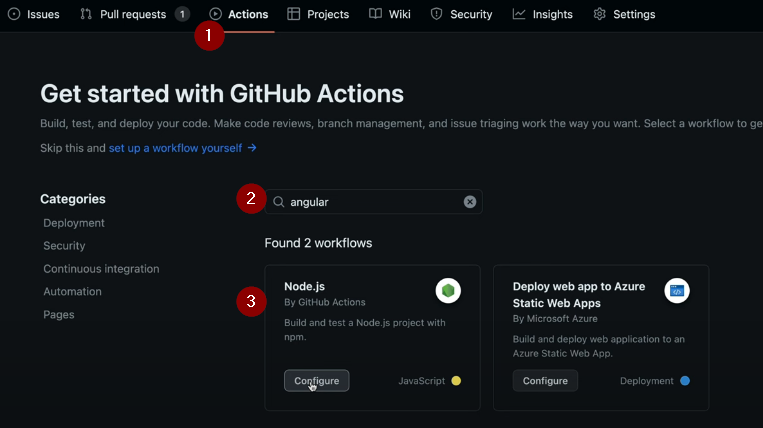 Issues Pull requests 1 Actions Projects Wiki Security Insights Settings
1
Get started with GitHub Actions
Build, test, and deploy your code. Make code reviews, branch management, and issue triaging work the way you want. Select a workflow to ge
Skip this and set up a workflow yourself →
Categories
Deployment
Security
Continuous integration
Automation
Pages
2
angular
Found 2 workflows
3
Node.js
By GitHub Actions
Build and test a Node.js project with
npm.
Configure JavaScript
Deploy web app to Azure
Static Web Apps
By Microsoft Azure
Build and deploy web application to an
Azure Static Web App.
Configure Deployment